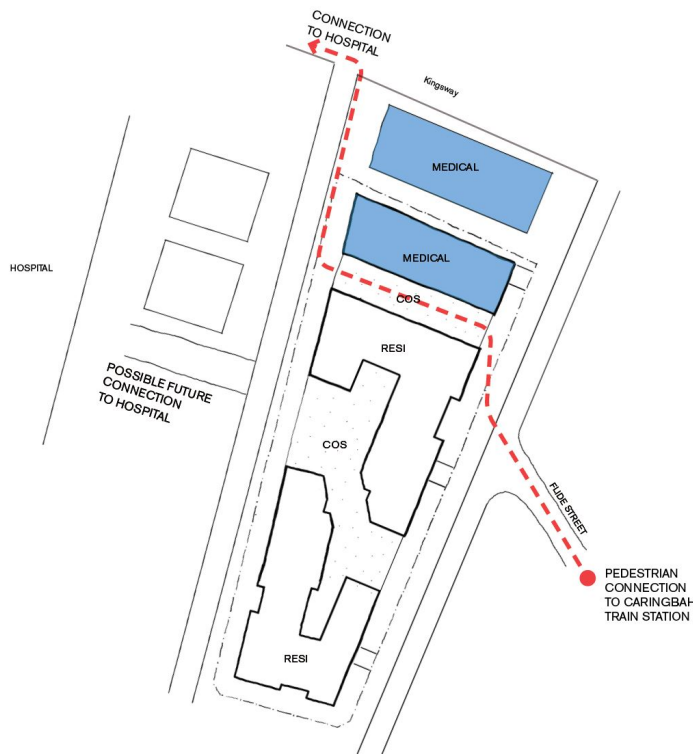 CONNECTION
TO HOSPITAL
Kingsway
MEDICAL
MEDICAL
HOSPITAL
COS
RESI
POSSIBLE FUTURE
CONNECTION
TO HOSPITAL
COS
FLIDE STREET
PEDESTRIAN
CONNECTION
TO CARINGBAH
TRAIN STATION
RESI